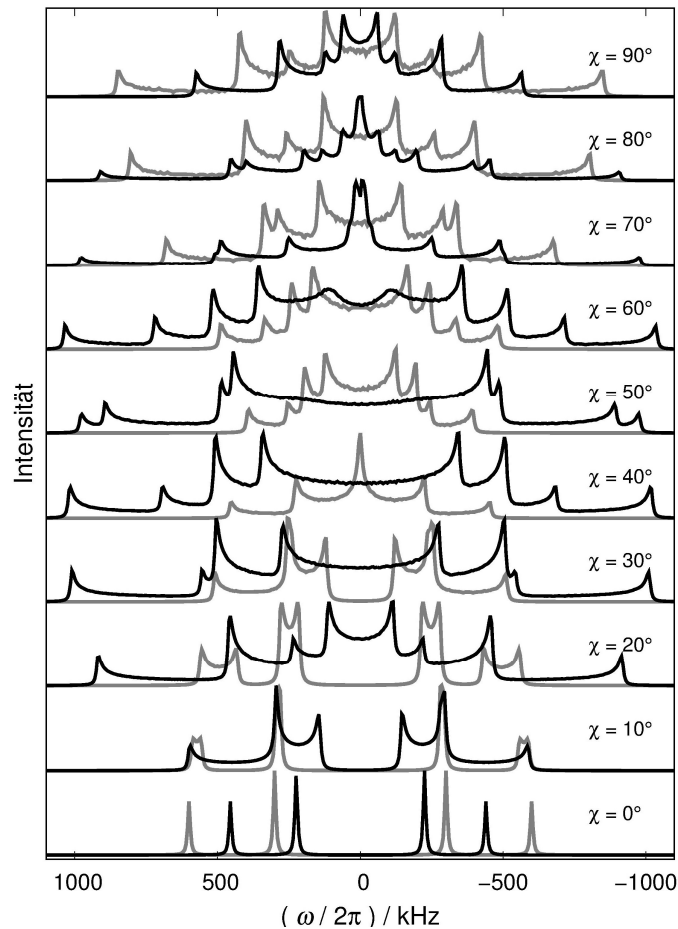 χ = 90°
χ = 80°
χ = 70°
χ = 60°
χ = 50°
χ = 40°
χ = 30°
χ = 20°
χ = 10°
χ = 0°
Intensität
1000 500 0 −500 −1000
( ω / 2π ) / kHz